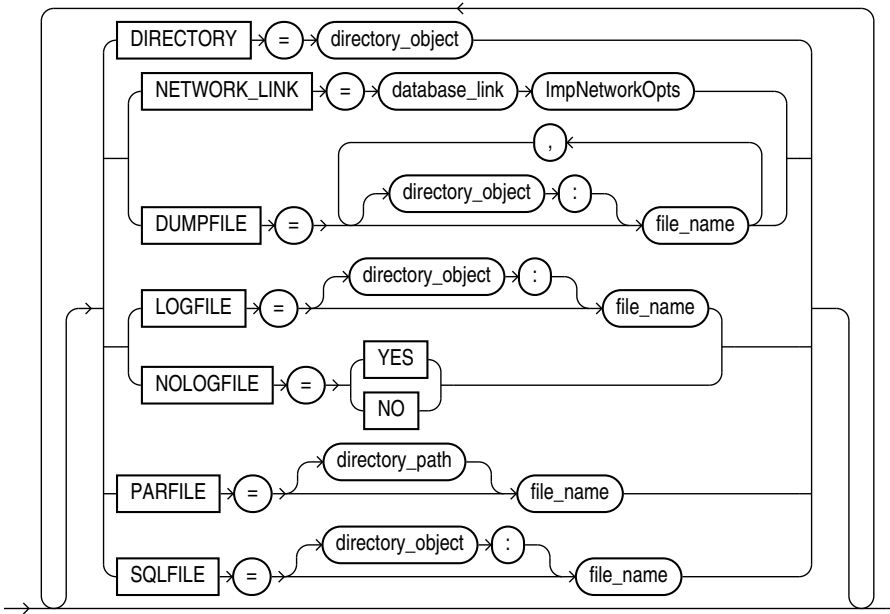 DIRECTORY = directory_object
NETWORK_LINK = database_link ImpNetworkOpts
,
directory_object :
DUMPFILE = file_name
directory_object :
LOGFILE = file_name
YES
NOLOGFILE =
NO
directory_path
PARFILE = file_name
directory_object :
SQLFILE = file_name